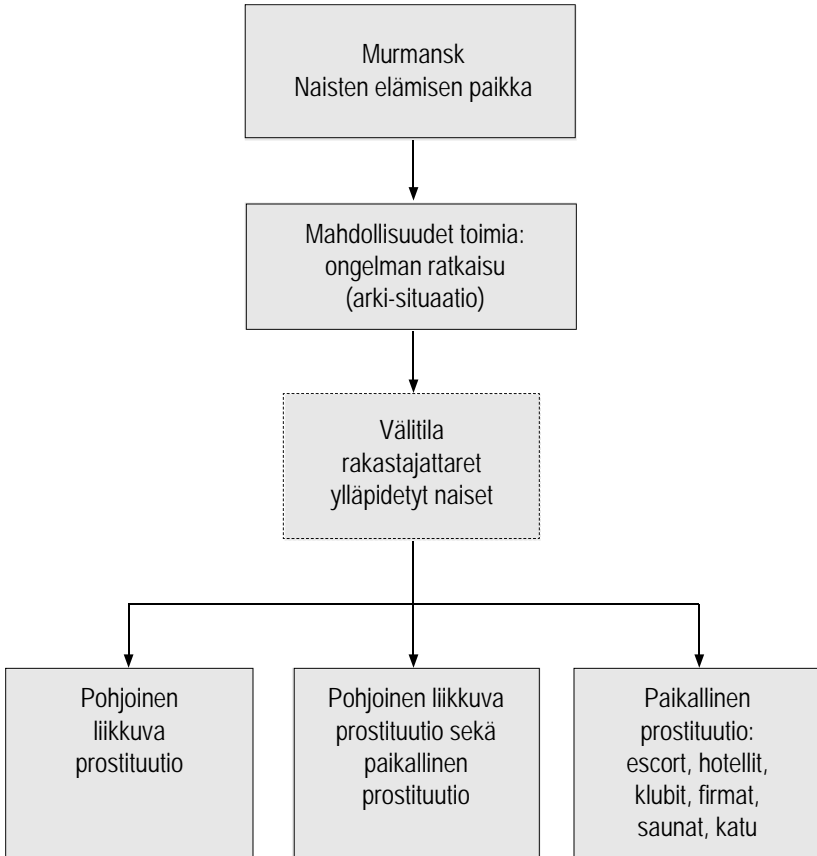 Murmansk
Naisten elämisen paikka
Mahdollisuudet toimia:
ongelman ratkaisu
(arki-situaatio)
Välitila
rakastajattaret
ylläpidetyt naiset
Pohjoinen
liikkuva
prostituutio
Pohjoinen liikkuva
prostituutio sekä
paikallinen
prostituutio
Paikallinen
prostituutio:
escort, hotellit,
klubit, firmat,
saunat, katu